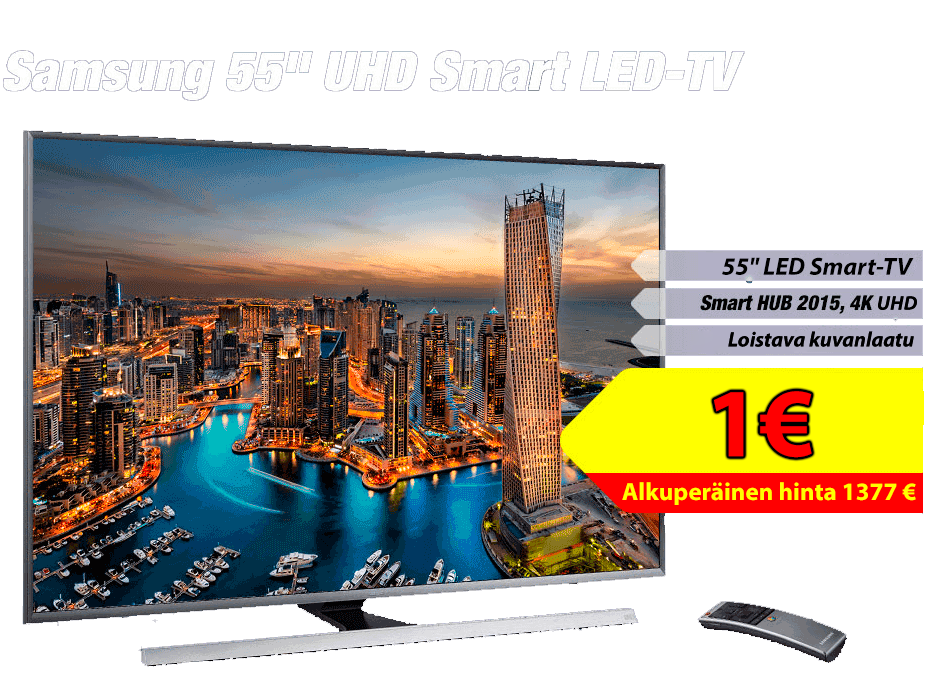 Samsung 55" UHD Smart LED-TV
55" LED Smart-TV
Smart HUB 2015, 4K UHD
Loistava kuvanlaatu
1€
Alkuperäinen hinta 1377 €